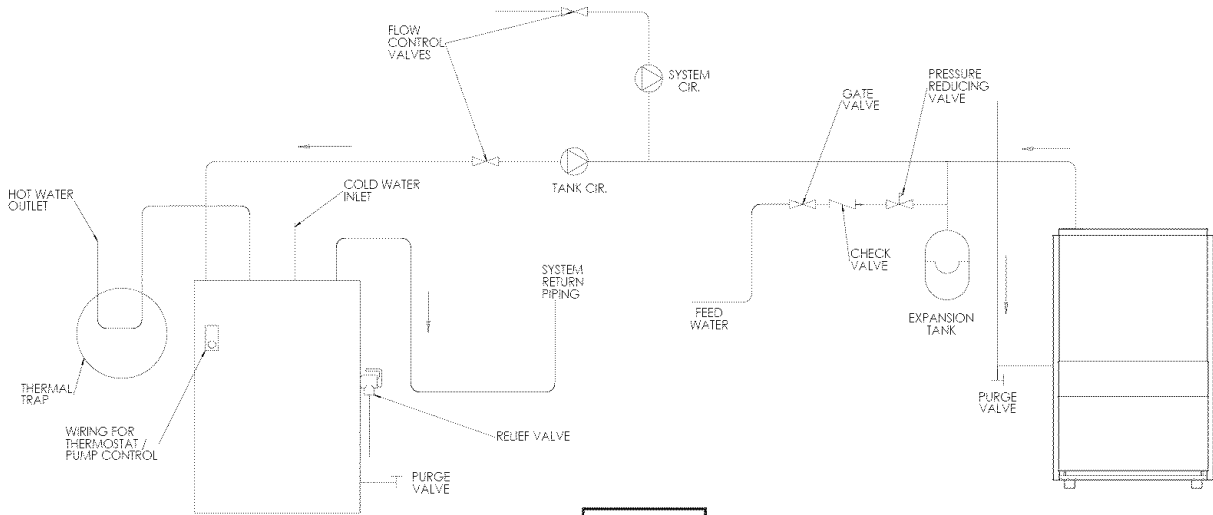 FLOW
CONTROL
VALVES
SYSTEM
CIR.
PRESSURE
REDUCING
VALVE
GATE
VALVE
TANK CIR.
HOT WATER
OUTLET
COLD WATER
INLET
CHECK
VALVE
SYSTEM
RETURN
PIPING
FEED
WATER
EXPANSION
TANK
THERMAL
TRAP
PURGE
VALVE
WIRING FOR
THERMOSTAT /
PUMP CONTROL
RELIEF VALVE
PURGE
VALVE